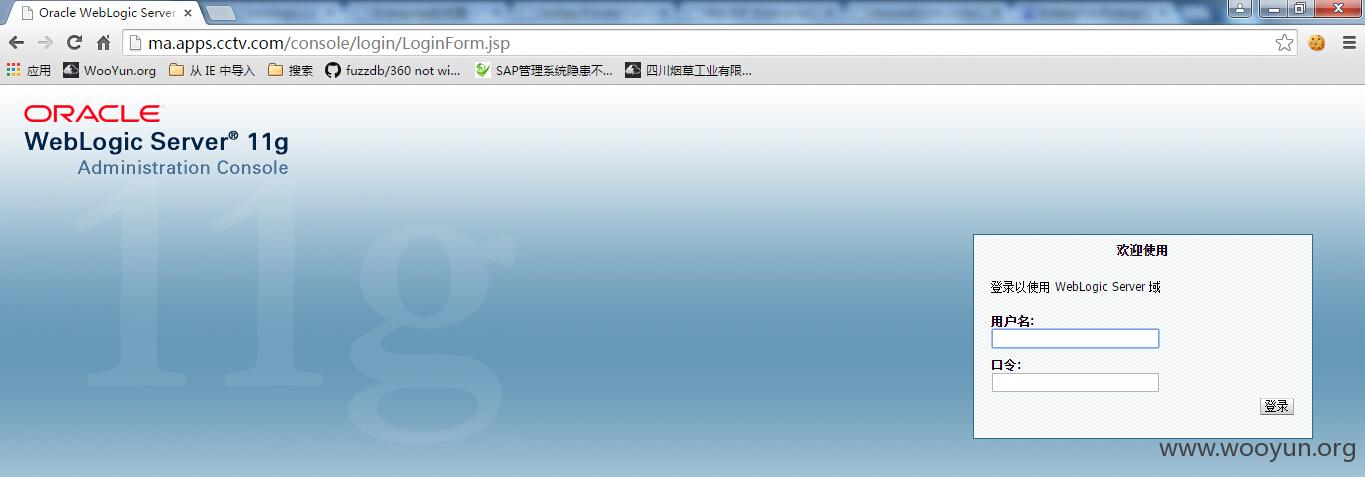 Oracle WebLogic Server
ma.apps.cctv.com/console/login/LoginForm.jsp
应用 WooYun.org 从 IE 中导入 搜索 fuzzdb/360 not wi... SAP管理系统隐患不... 四川烟草工业有限...
ORACLE
WebLogic Server® 11g
Administration Console
11g
欢迎使用
登录以使用 WebLogic Server 域
用户名:
口令:
登录
www.wooyun.org